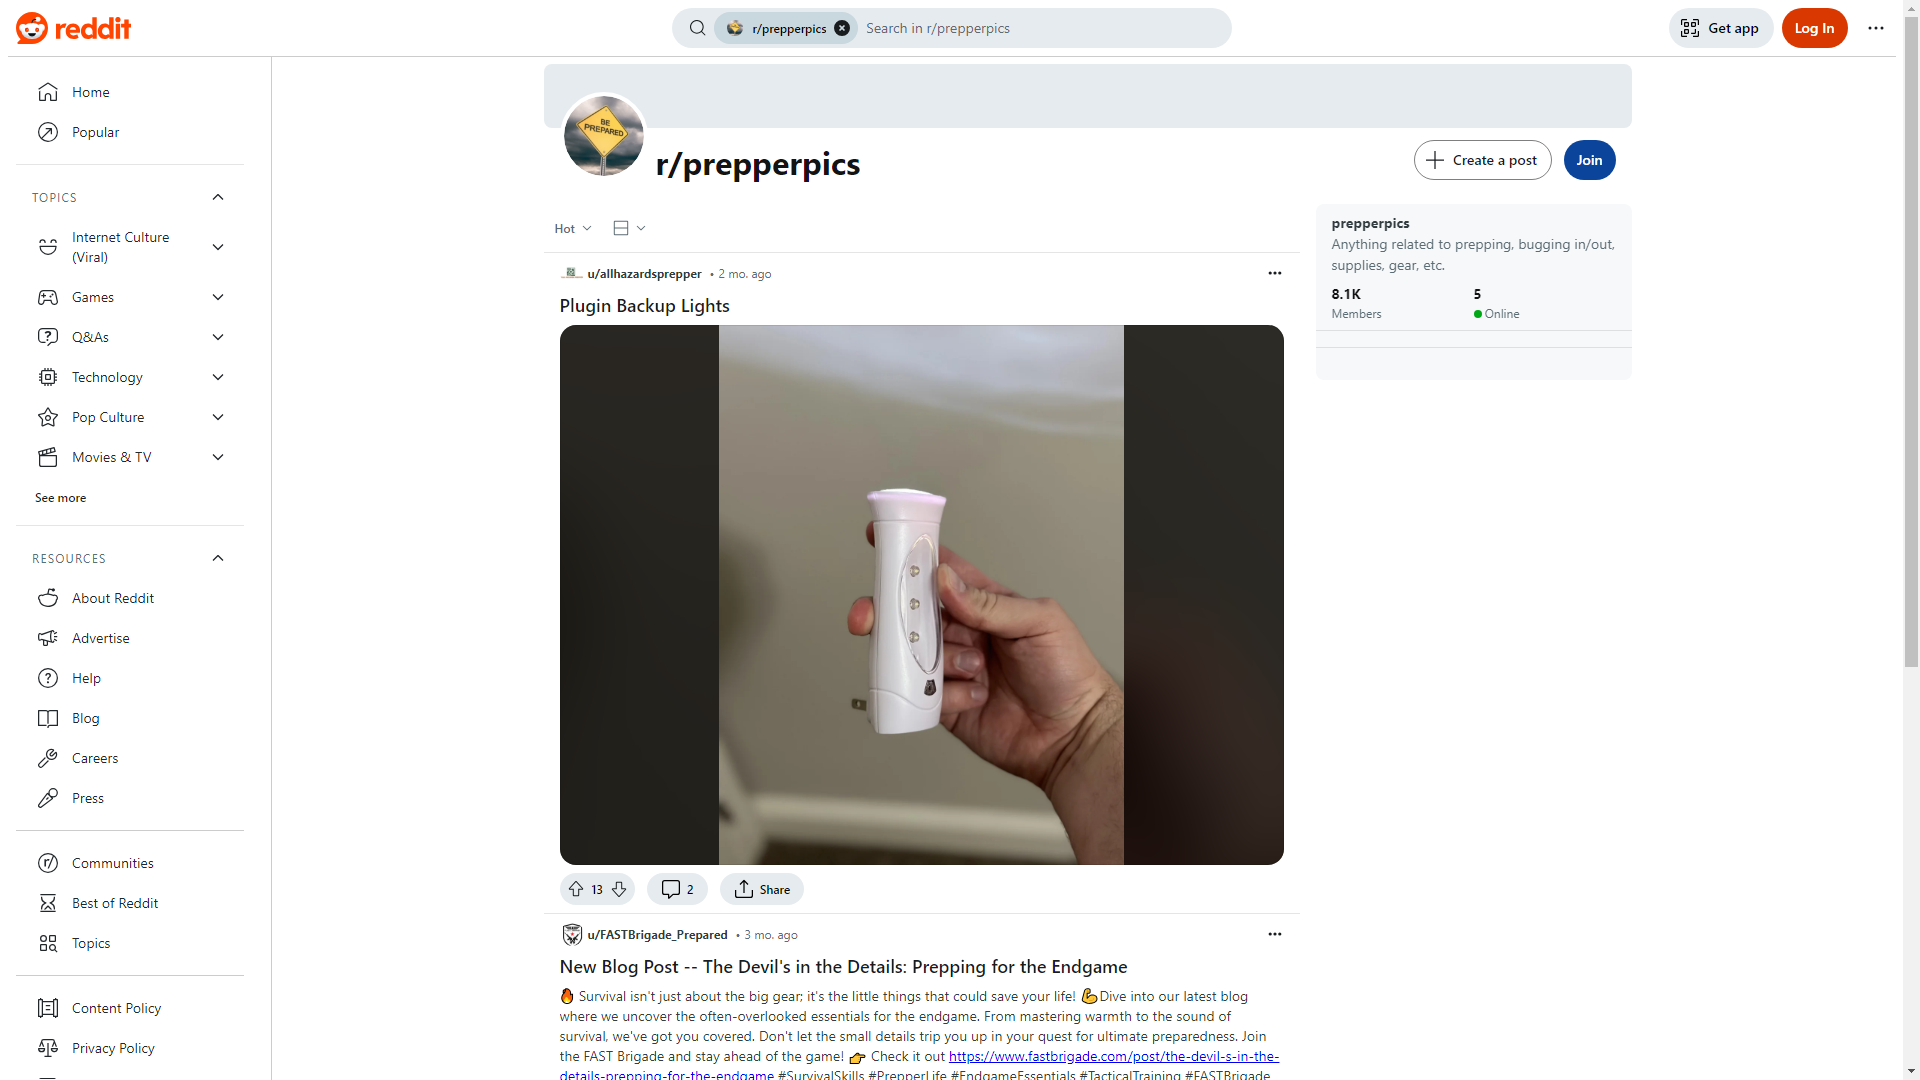 reddit
r/prepperpics
Search in r/prepperpics
Get app
Log In
Home
Popular
TOPICS
Internet Culture
(Viral)
Games
Q&As
Technology
Pop Culture
Movies & TV
See more
RESOURCES
About Reddit
Advertise
Help
Blog
Careers
Press
Communities
Best of Reddit
Topics
Content Policy
Privacy Policy
BE
PREPARED
r/prepperpics
Create a post
Join
Hot
u/allhazardsprepper • 2 mo. ago
Plugin Backup Lights
13
2
Share
u/FASTBrigade_Prepared • 3 mo. ago
New Blog Post -- The Devil's in the Details: Prepping for the Endgame
🔥 Survival isn't just about the big gear; it's the little things that could save your life! 💪Dive into our latest blog
where we uncover the often-overlooked essentials for the endgame. From mastering warmth to the sound of
survival, we've got you covered. Don't let the small details trip you up in your quest for ultimate preparedness. Join
the FAST Brigade and stay ahead of the game! 👉 Check it out https://www.fastbrigade.com/post/the-devil-s-in-the-
details-prepping-for-the-endgame #SurvivalSkills #PrepperLife #EndgameEssentials #TacticalTraining #FASTBrigade
prepperpics
Anything related to prepping, bugging in/out,
supplies, gear, etc.
8.1K
Members
5
Online